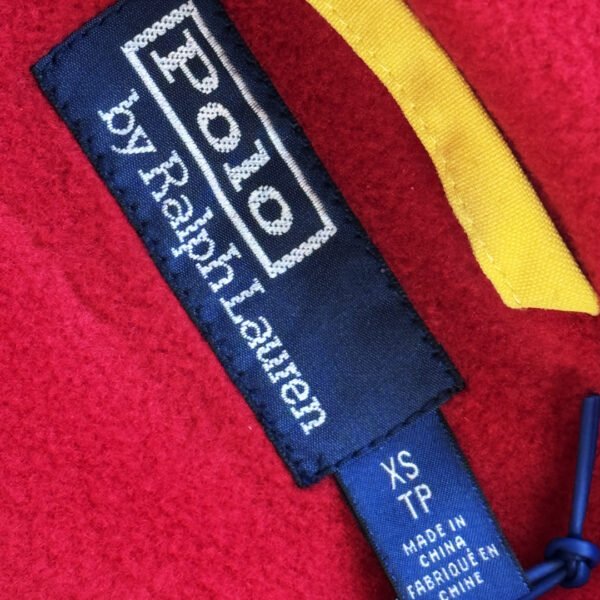 Polo
by Ralph Lauren
XS
TP
MADE IN
CHINA
FABRIQUÉ EN
CHINE